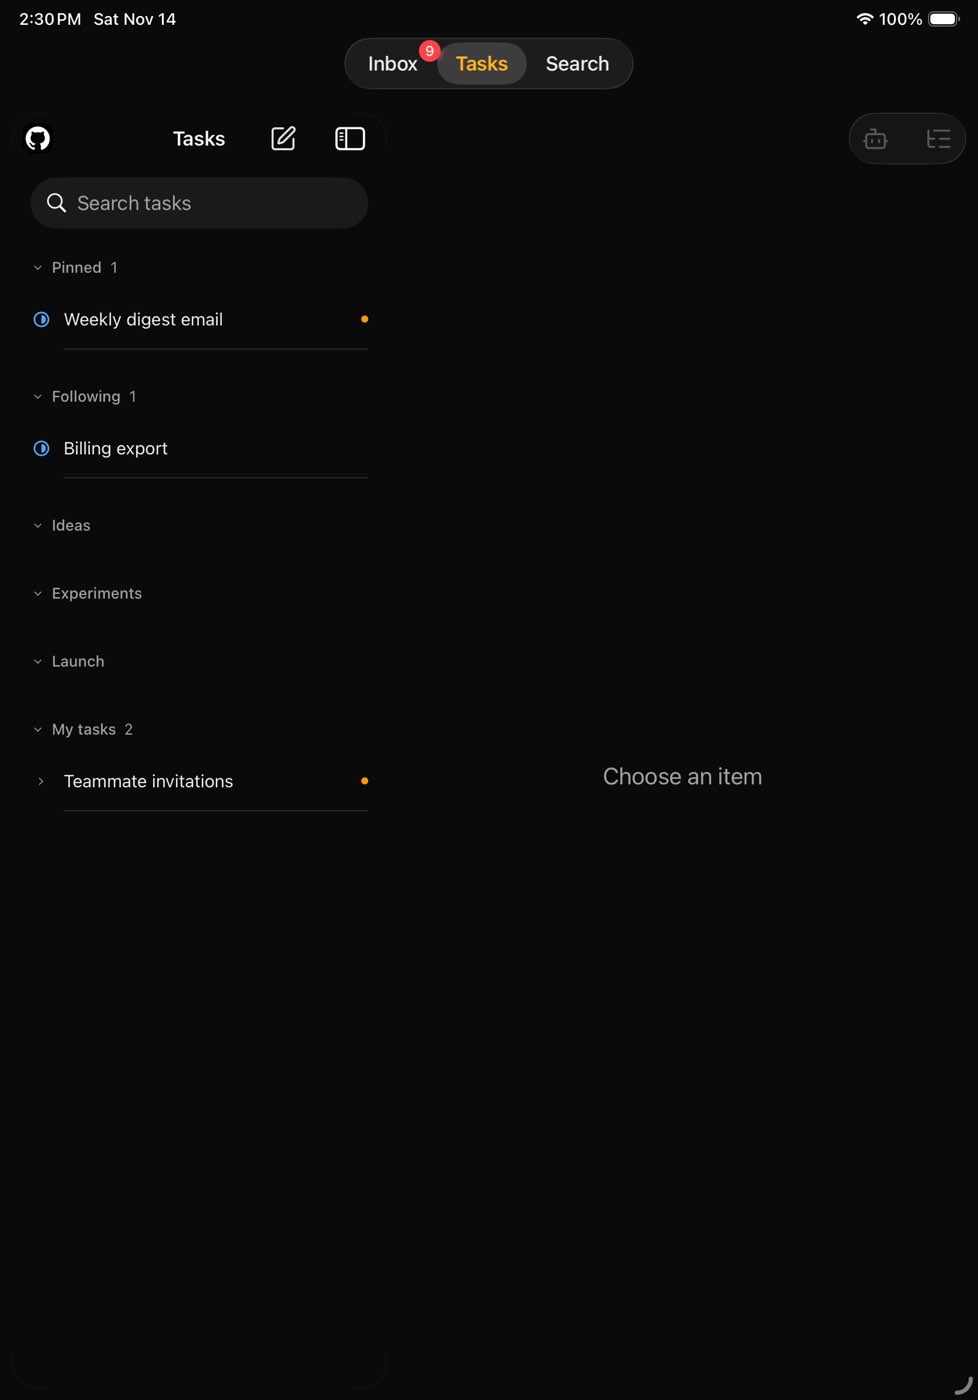 2:30 PM Sat Nov 14
100%
Inbox 9 Tasks Search
Tasks
Search tasks
Pinned 1
Weekly digest email
Following 1
Billing export
Ideas
Experiments
Launch
My tasks 2
Teammate invitations
Choose an item